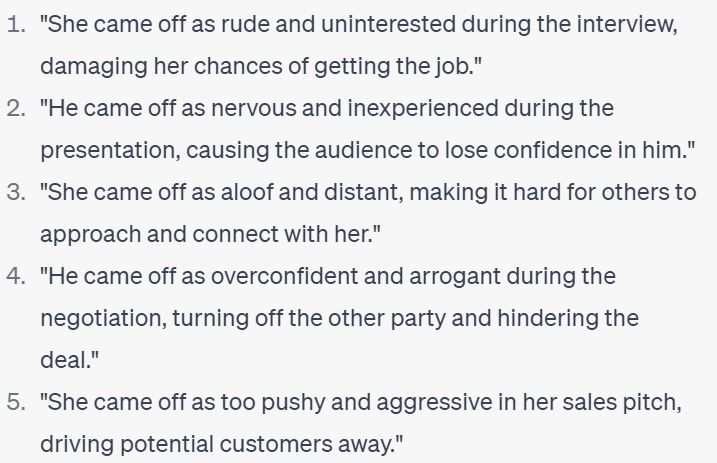 1. "She came off as rude and uninterested during the interview,
damaging her chances of getting the job."
2. "He came off as nervous and inexperienced during the
presentation, causing the audience to lose confidence in him."
3. "She came off as aloof and distant, making it hard for others to
approach and connect with her."
4. "He came off as overconfident and arrogant during the
negotiation, turning off the other party and hindering the
deal."
5. "She came off as too pushy and aggressive in her sales pitch,
driving potential customers away."